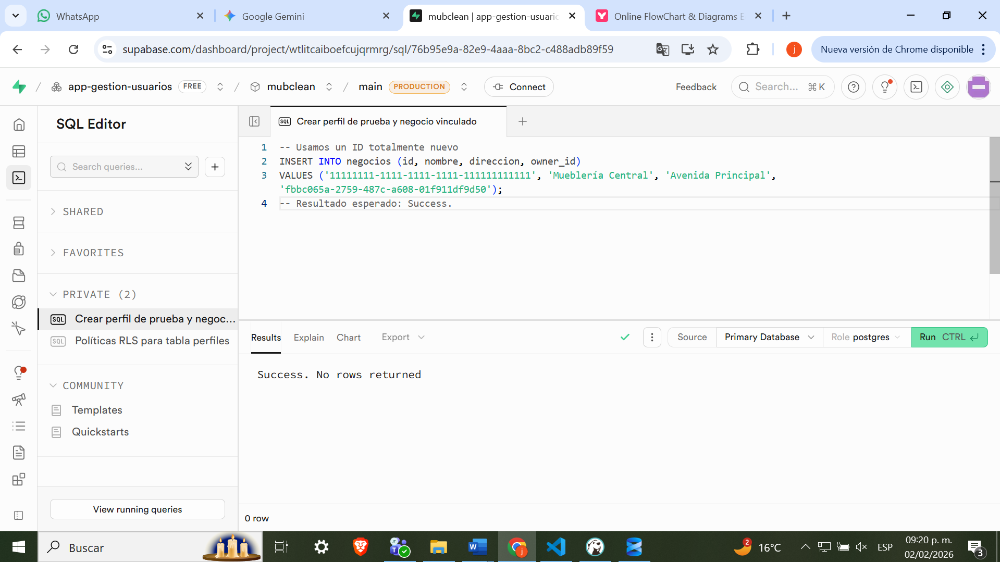 WhatsApp
Google Gemini
mubclean | app-gestion-usuario
Online FlowChart & Diagrams E
supabase.com/dashboard/project/wtlitcaiboefcujqrmrg/sql/76b95e9a-82e9-4aaa-8bc2-c488adb89f59
j
Nueva versión de Chrome disponible
/ app-gestion-usuarios FREE / mubclean / main PRODUCTION Connect
Feedback
Search... ⌘ K
SQL Editor
SQL Crear perfil de prueba y negocio vinculado
Search queries...
SHARED
FAVORITES
PRIVATE (2)
SQL Crear perfil de prueba y negoc...
SQL Políticas RLS para tabla perfiles
COMMUNITY
Templates
Quickstarts
View running queries
1 -- Usamos un ID totalmente nuevo
2 INSERT INTO negocios (id, nombre, direccion, owner_id)
3 VALUES ('11111111-1111-1111-1111-111111111111', 'Mueblería Central', 'Avenida Principal',
'fbbc065a-2759-487c-a608-01f911df9d50');
4 -- Resultado esperado: Success.
Results Explain Chart Export
Source Primary Database Role postgres Run CTRL
Success. No rows returned
0 row
Buscar
T
W
j
2
16°C
ESP
09:20 p. m.
02/02/2026
3